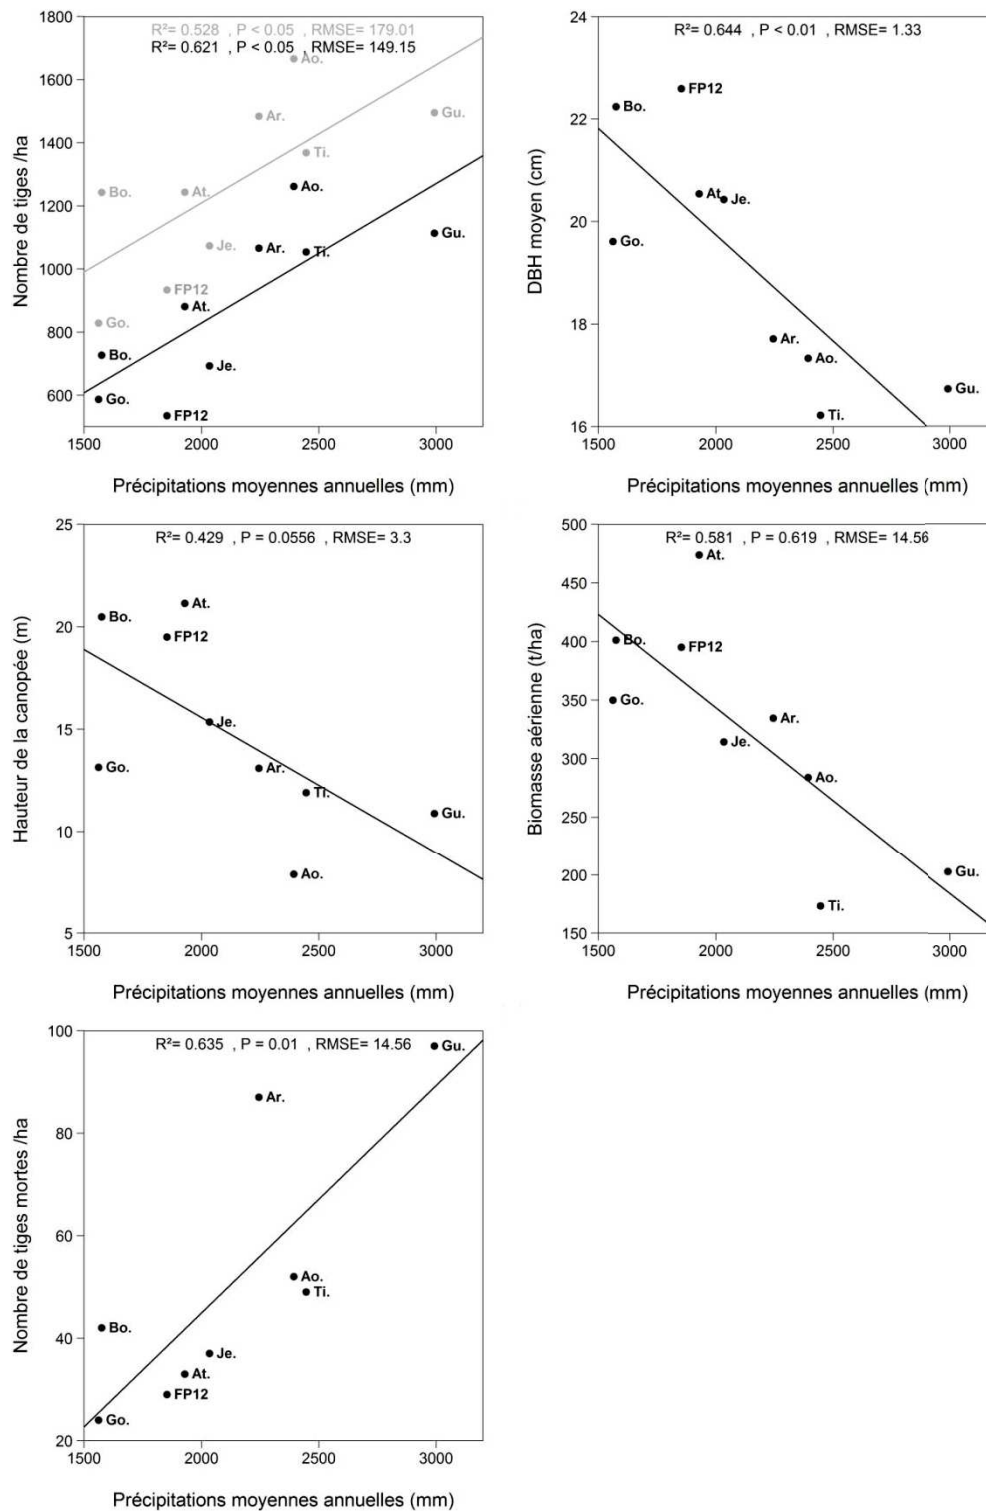 R²= 0.528 , P < 0.05 , RMSE= 179.01
R²= 0.621 , P < 0.05 , RMSE= 149.15
Nombre de tiges /ha
1800
1600
1400
1200
1000
800
600
Ao.
Ar.
Gu.
Ti.
Bo.
At.
Je.
FP12
Go.
Ao.
Gu.
Ar.
Ti.
At.
Bo.
Je.
Go.
FP12
1500
2000
2500
3000
Précipitations moyennes annuelles (mm)
R²= 0.644 , P < 0.01 , RMSE= 1.33
DBH moyen (cm)
24
22
20
18
16
FP12
Bo.
At.
Je.
Go.
Ar.
Ao.
Gu.
Ti.
1500
2000
2500
3000
Précipitations moyennes annuelles (mm)
R²= 0.429 , P = 0.0556 , RMSE= 3.3
Hauteur de la canopée (m)
25
20
15
10
5
At.
Bo.
FP12
Je.
Go.
Ar.
Ti.
Gu.
Ao.
1500
2000
2500
3000
Précipitations moyennes annuelles (mm)
R²= 0.581 , P = 0.619 , RMSE= 14.56
Biomasse aérienne (t/ha)
500
450
400
350
300
250
200
150
At.
Bo.
FP12
Go.
Ar.
Je.
Ao.
Gu.
Ti.
1500
2000
2500
3000
Précipitations moyennes annuelles (mm)
R²= 0.635 , P = 0.01 , RMSE= 14.56
Nombre de tiges mortes /ha
100
80
60
40
20
Gu.
Ar.
Ao.
Ti.
Bo.
Je.
At.
FP12
Go.
1500
2000
2500
3000
Précipitations moyennes annuelles (mm)